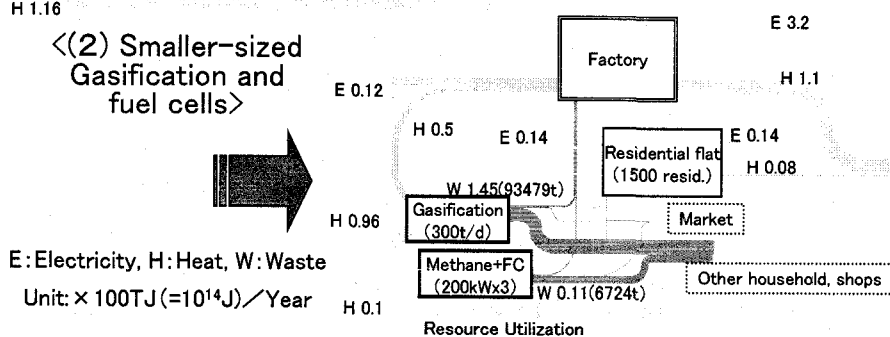 H 1.16
<(2) Smaller-sized
Gasification and
fuel cells>
E 3.2
Factory
H 1.1
E 0.12
H 0.5
E 0.14
Residential flat
(1500 resid.)
E 0.14
H 0.08
W 1.45(93479t)
Gasification
(300t/d)
H 0.96
Market
E:Electricity, H:Heat, W:Waste
Methane+FC
(200kWx3)
Other household, shops
Unit:×100TJ(=10¹⁴J)/Year
W 0.11(6724t)
H 0.1
Resource Utilization